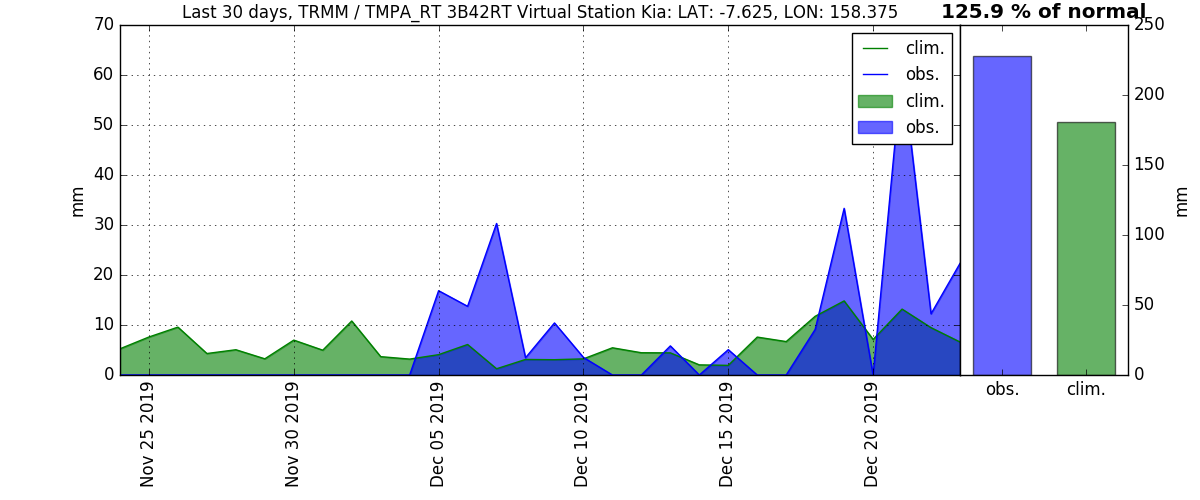 Last 30 days, TRMM / TMPA_RT 3B42RT Virtual Station Kia: LAT: -7.625, LON: 158.375
125.9 % of normal
70
60
50
40
30
20
10
0
mm
clim.
obs.
clim.
obs.
250
200
150
100
50
0
mm
obs.
clim.
Nov 25 2019
Nov 30 2019
Dec 05 2019
Dec 10 2019
Dec 15 2019
Dec 20 2019